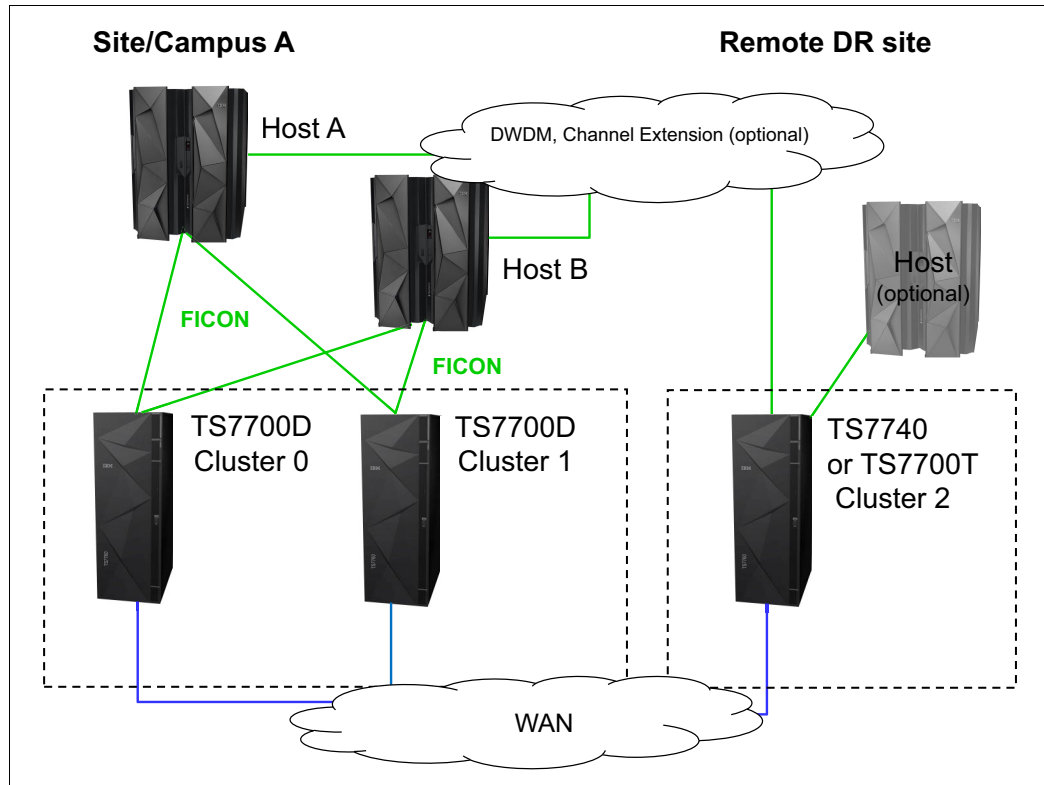 Site/Campus A
Remote DR site
Host A
DWDM, Channel Extension (optional)
Host B
Host
(optional)
FICON
FICON
TS7700D
Cluster 0
TS7700D
Cluster 1
TS7740
or TS7700T
Cluster 2
WAN